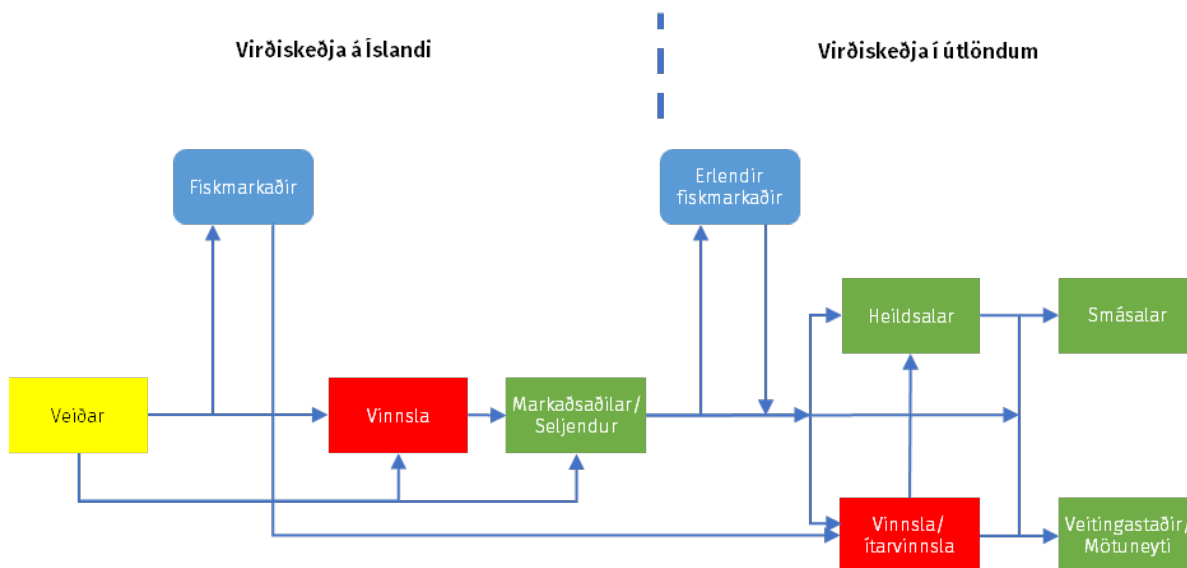 Virðiskeðja á Íslandi
Virðiskeðja í útlöndum
Fiskmarkaðir
Erlendir
fiskmarkaðir
Heildsalar
Smásalar
Veiðar
Vinnsla
Markaðsaðilar/
Seljendur
Vinnsla/
ítarvinnsla
Veitingastaðir/
Mötuneyti